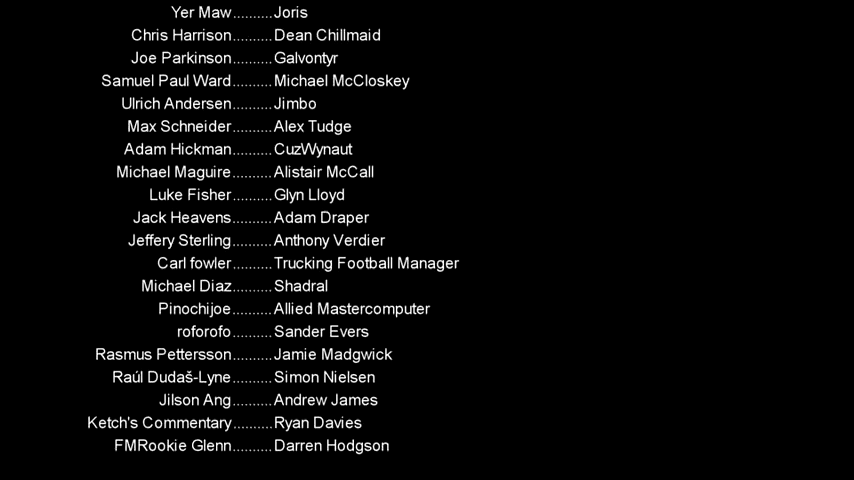 Yer Maw..........Joris
Chris Harrison..........Dean Chillmaid
Joe Parkinson..........Galvontyr
Samuel Paul Ward..........Michael McCloskey
Ulrich Andersen..........Jimbo
Max Schneider..........Alex Tudge
Adam Hickman..........CuzWynaut
Michael Maguire..........Alistair McCall
Luke Fisher..........Glyn Lloyd
Jack Heavens..........Adam Draper
Jeffery Sterling..........Anthony Verdier
Carl fowler..........Trucking Football Manager
Michael Diaz..........Shadral
Pinochijoe..........Allied Mastercomputer
roforofo..........Sander Evers
Rasmus Pettersson..........Jamie Madgwick
Raúl Dudaš-Lyne..........Simon Nielsen
Jilson Ang..........Andrew James
Ketch's Commentary..........Ryan Davies
FMRookie Glenn..........Darren Hodgson